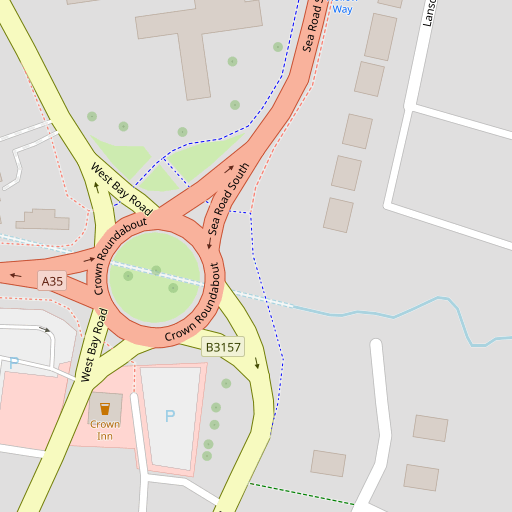 Way
Lanso
Sea Road S
West Bay Road
Sea Road South
Crown Roundabout
A35
Crown Roundabout
West Bay Road
B3157
P
P
Crown
Inn